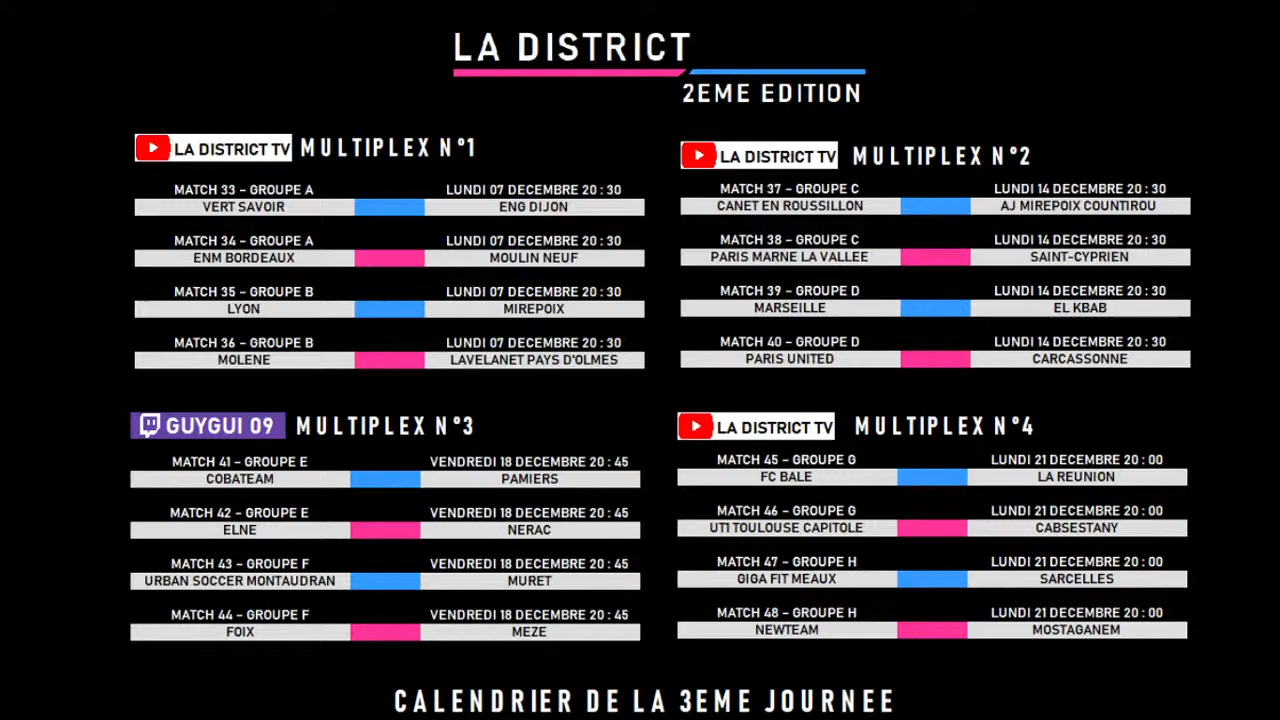 LA DISTRICT
2EME EDITION
LA DISTRICT TV MULTIPLEX N°1
MATCH 33 – GROUPE A LUNDI 07 DECEMBRE 20 : 30
VERT SAVOIR ENG DIJON
MATCH 34 – GROUPE A LUNDI 07 DECEMBRE 20 : 30
ENM BORDEAUX MOULIN NEUF
MATCH 35 – GROUPE B LUNDI 07 DECEMBRE 20 : 30
LYON MIREPOIX
MATCH 36 – GROUPE B LUNDI 07 DECEMBRE 20 : 30
MOLENE LAVELANET PAYS D'OLMES
LA DISTRICT TV MULTIPLEX N°2
MATCH 37 – GROUPE C LUNDI 14 DECEMBRE 20 : 30
CANET EN ROUSSILLON AJ MIREPOIX COUNTIROU
MATCH 38 – GROUPE C LUNDI 14 DECEMBRE 20 : 30
PARIS MARNE LA VALLEE SAINT-CYPRIEN
MATCH 39 – GROUPE D LUNDI 14 DECEMBRE 20 : 30
MARSEILLE EL KBAB
MATCH 40 – GROUPE D LUNDI 14 DECEMBRE 20 : 30
PARIS UNITED CARCASSONNE
GUYGUI 09 MULTIPLEX N°3
MATCH 41 – GROUPE E VENDREDI 18 DECEMBRE 20 : 45
COBATEAM PAMIERS
MATCH 42 – GROUPE E VENDREDI 18 DECEMBRE 20 : 45
ELNE NERAC
MATCH 43 – GROUPE F VENDREDI 18 DECEMBRE 20 : 45
URBAN SOCCER MONTAUDRAN MURET
MATCH 44 – GROUPE F VENDREDI 18 DECEMBRE 20 : 45
FOIX MEZE
LA DISTRICT TV MULTIPLEX N°4
MATCH 45 – GROUPE G LUNDI 21 DECEMBRE 20 : 00
FC BALE LA REUNION
MATCH 46 – GROUPE G LUNDI 21 DECEMBRE 20 : 00
UT1 TOULOUSE CAPITOLE CABSESTANY
MATCH 47 – GROUPE H LUNDI 21 DECEMBRE 20 : 00
GIGA FIT MEAUX SARCELLES
MATCH 48 – GROUPE H LUNDI 21 DECEMBRE 20 : 00
NEWTEAM MOSTAGANEM
CALENDRIER DE LA 3EME JOURNEE